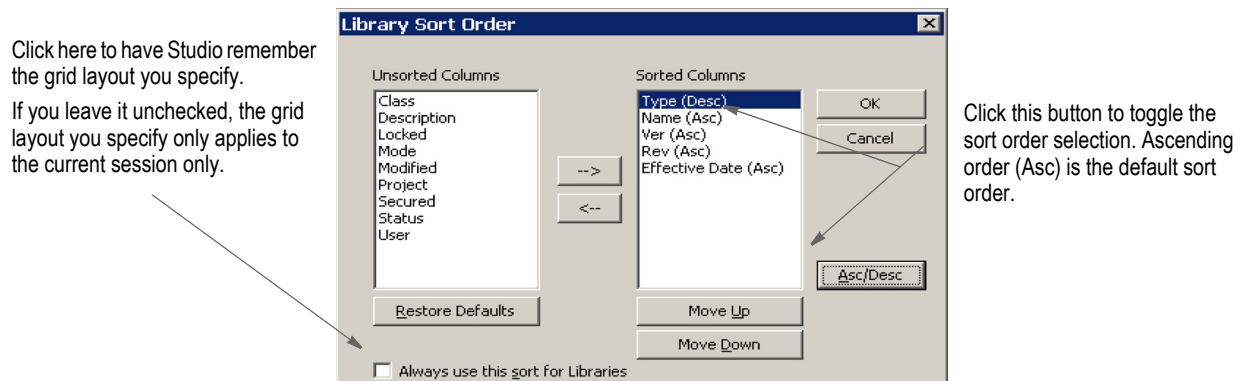 Library Sort Order
Click here to have Studio remember
the grid layout you specify.
If you leave it unchecked, the grid
layout you specify only applies to
the current session only.
Unsorted Columns
Class
Description
Locked
Mode
Modified
Project
Secured
Status
User
-->
<--
Restore Defaults
Always use this sort for Libraries
Sorted Columns
Type (Desc)
Name (Asc)
Ver (Asc)
Rev (Asc)
Effective Date (Asc)
Move Up
Move Down
OK
Cancel
Asc/Desc
Click this button to toggle the
sort order selection. Ascending
order (Asc) is the default sort
order.